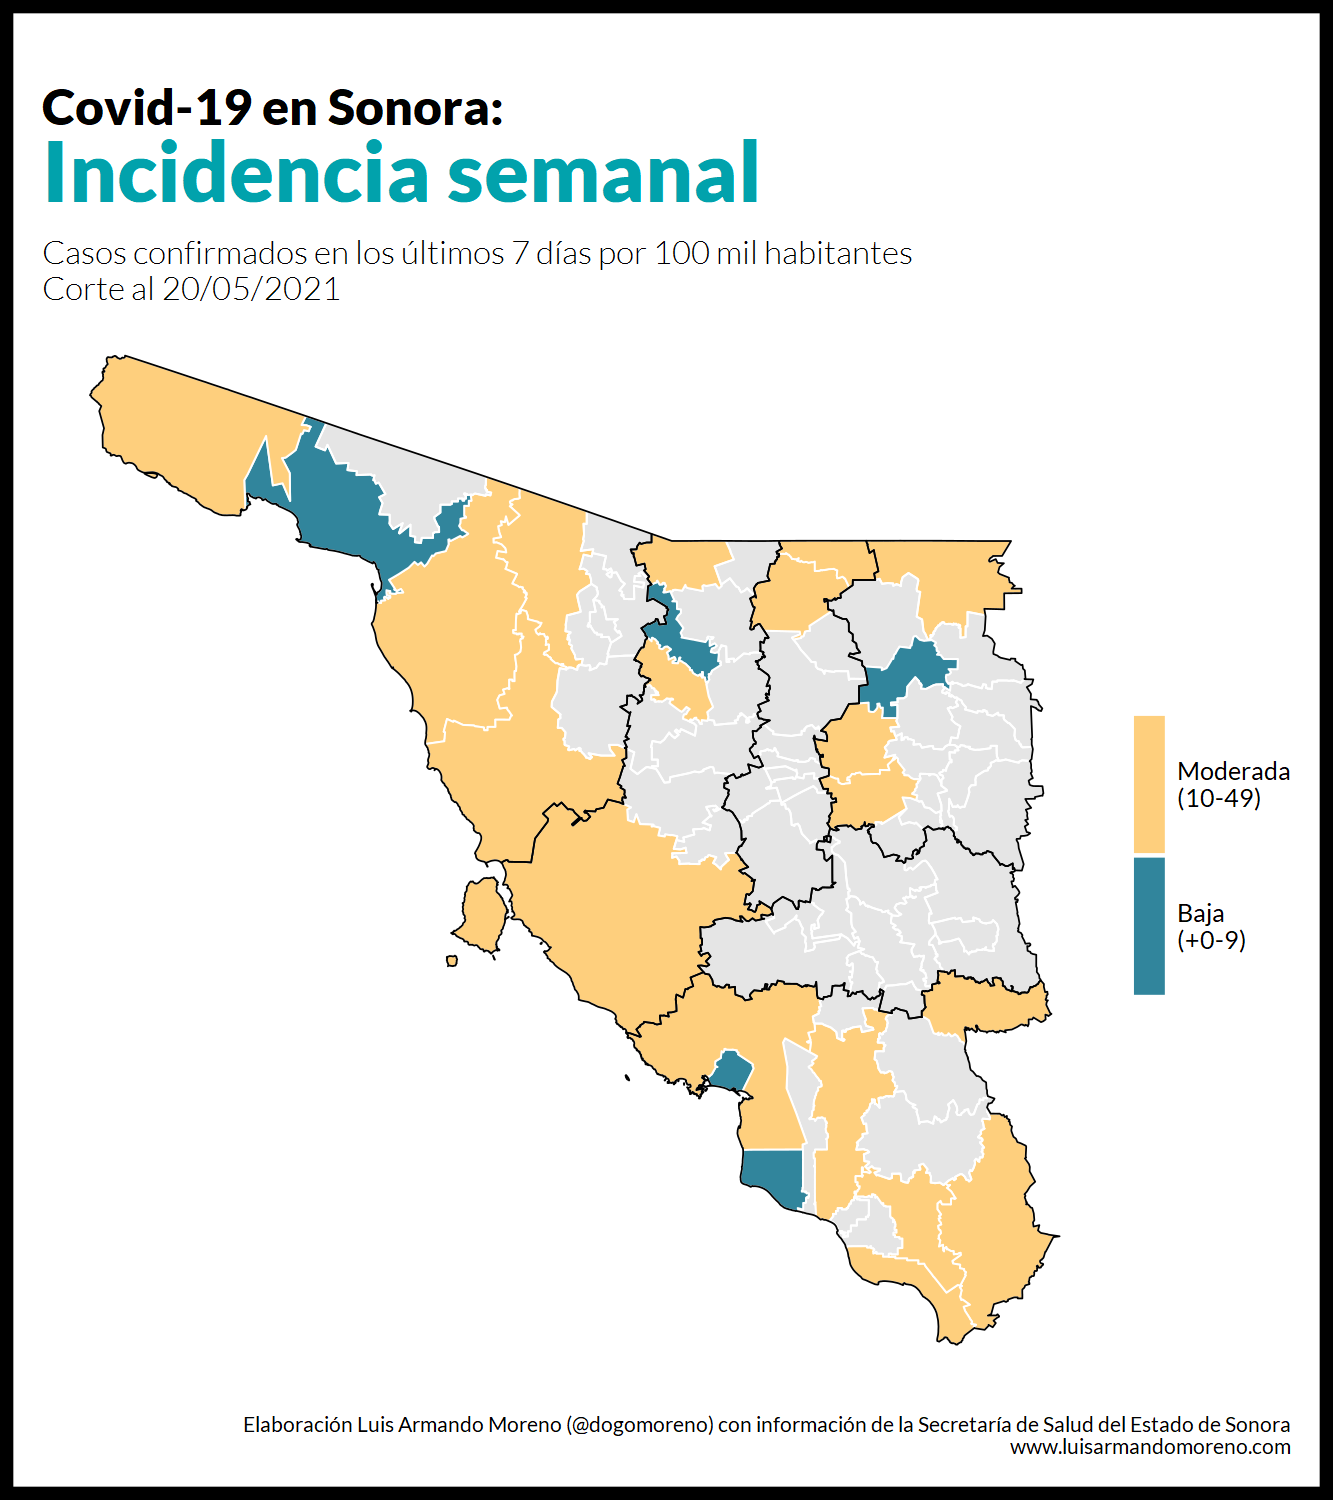 Covid-19 en Sonora:
Incidencia semanal
Casos confirmados en los últimos 7 días por 100 mil habitantes
Corte al 20/05/2021
Moderada
(10-49)
Baja
(+0-9)
Elaboración Luis Armando Moreno (@dogomoreno) con información de la Secretaría de Salud del Estado de Sonora
www.luisarmandomoreno.com